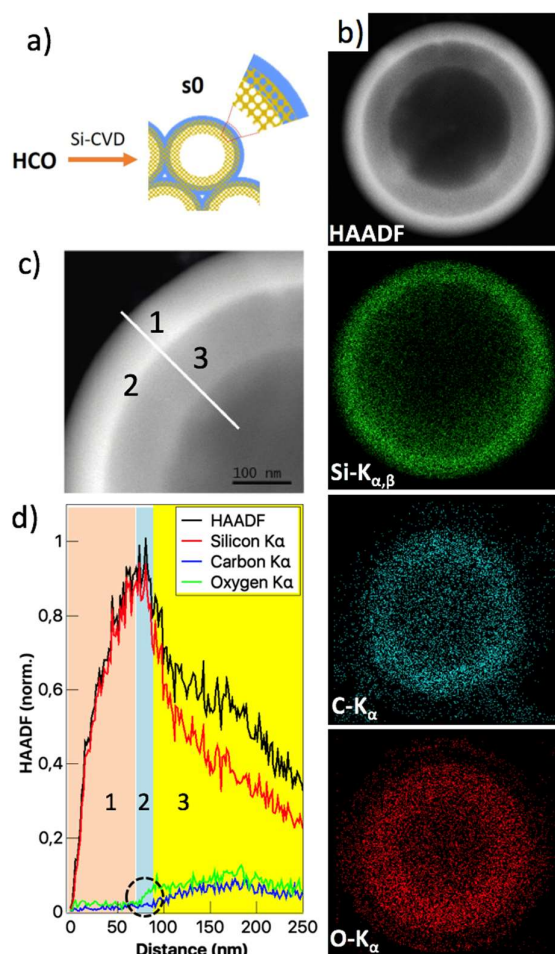 a)
s0
Si-CVD
HCO
b)
HAADF
c)
1
3
2
100 nm
Si-Kα,β
d)
HAADF
Silicon Kα
Carbon Kα
Oxygen Kα
1
0,8
0,6
0,4
0,2
0
HAADF (norm.)
1 2 3
0 50 100 150 200 250
Distance (nm)
C-Kα
O-Kα